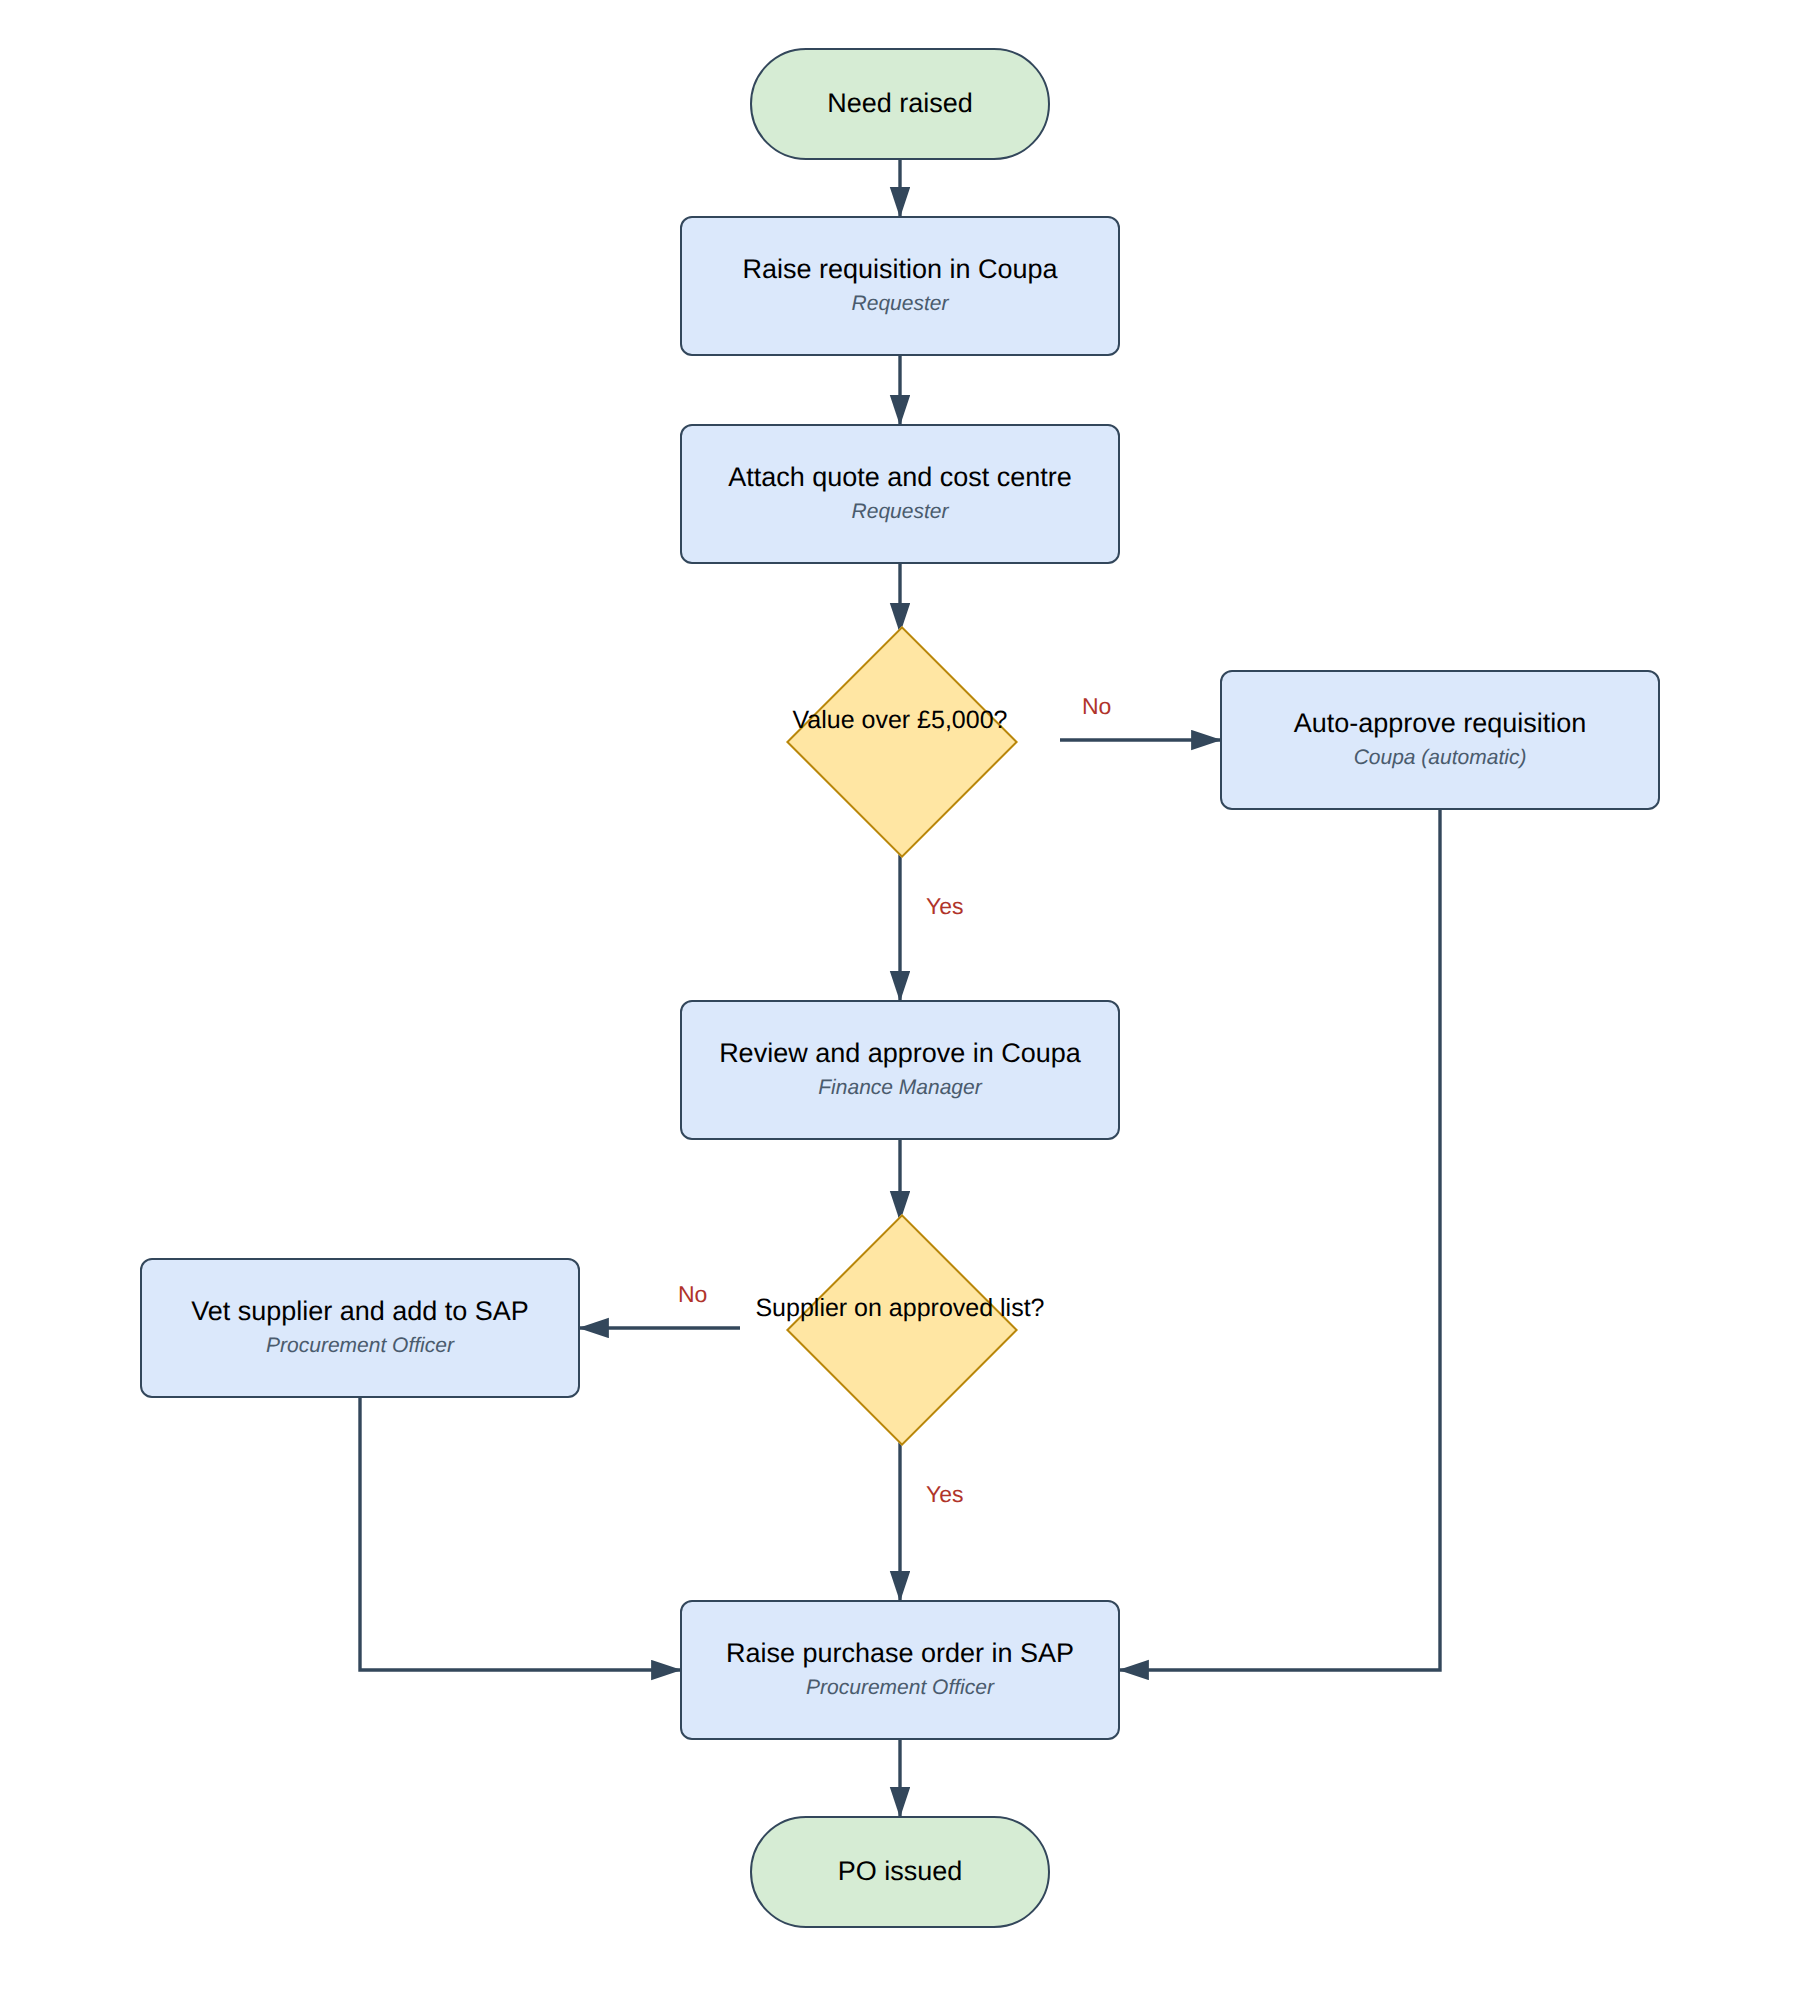 Need raised
Raise requisition in Coupa
Requester
Attach quote and cost centre
Requester
Value over £5,000?
No
Auto-approve requisition
Coupa (automatic)
Yes
Review and approve in Coupa
Finance Manager
Supplier on approved list?
No
Vet supplier and add to SAP
Procurement Officer
Yes
Raise purchase order in SAP
Procurement Officer
PO issued